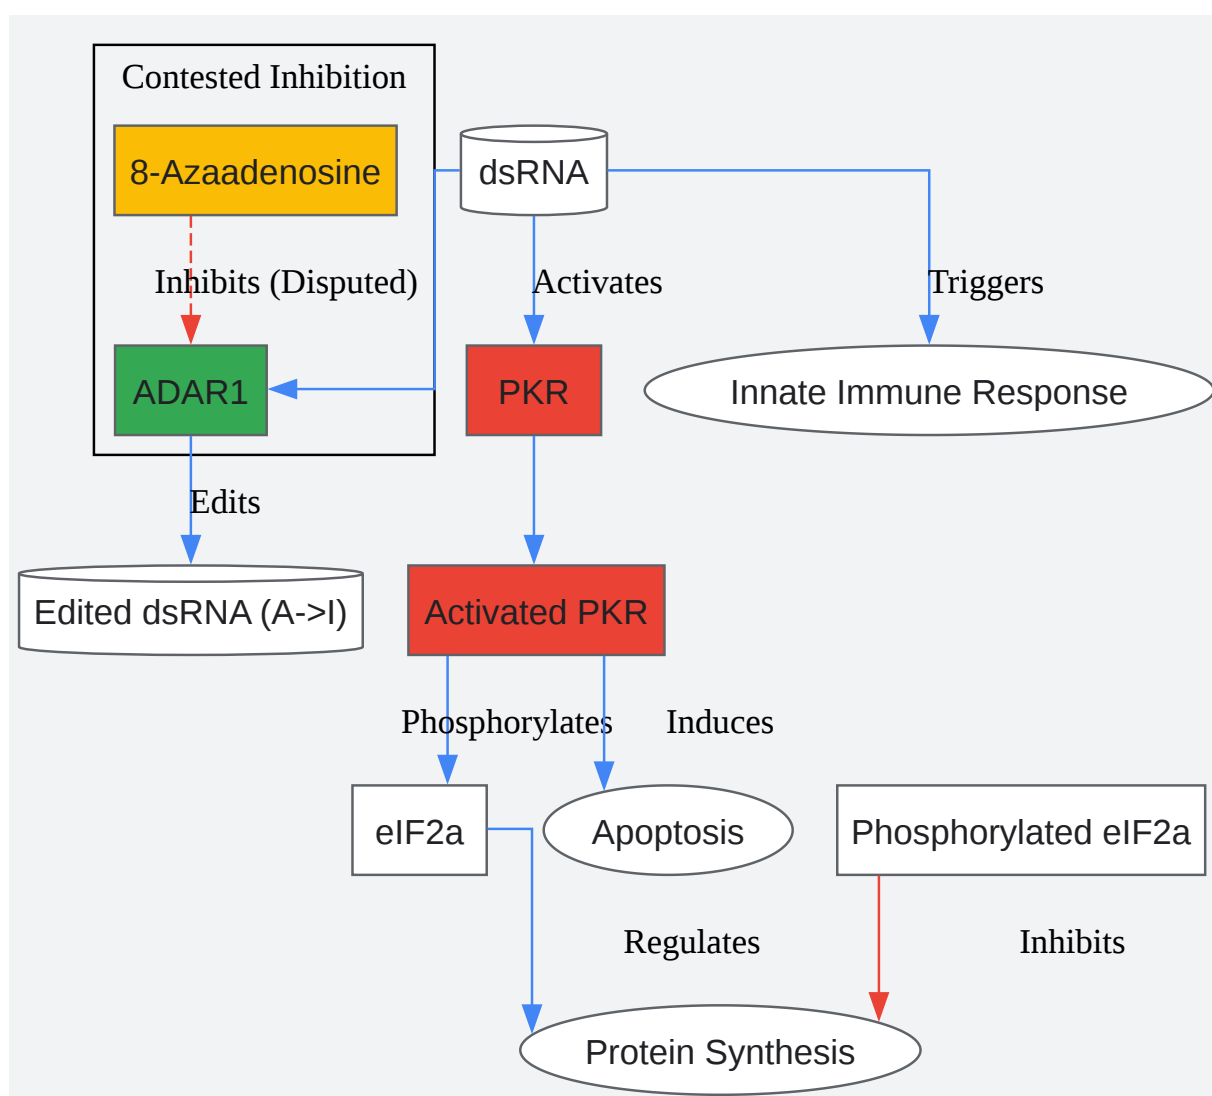 Contested Inhibition
8-Azaadenosine
dsRNA
Inhibits (Disputed)
Activates
Triggers
ADAR1
PKR
Innate Immune Response
Edits
Edited dsRNA (A->I)
Activated PKR
Phosphorylates
Induces
eIF2a
Apoptosis
Phosphorylated eIF2a
Regulates
Inhibits
Protein Synthesis